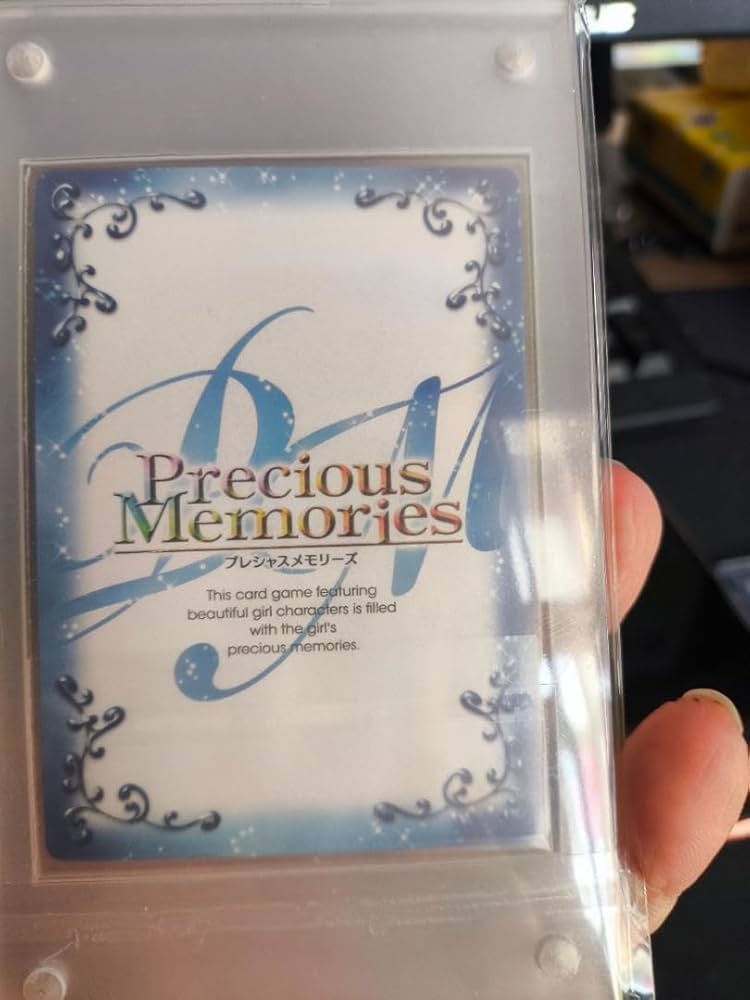 Precious
Memories
プレシャスメモリーズ
This card game featuring
beautiful girl characters is filled
with the girl's
precious memories.